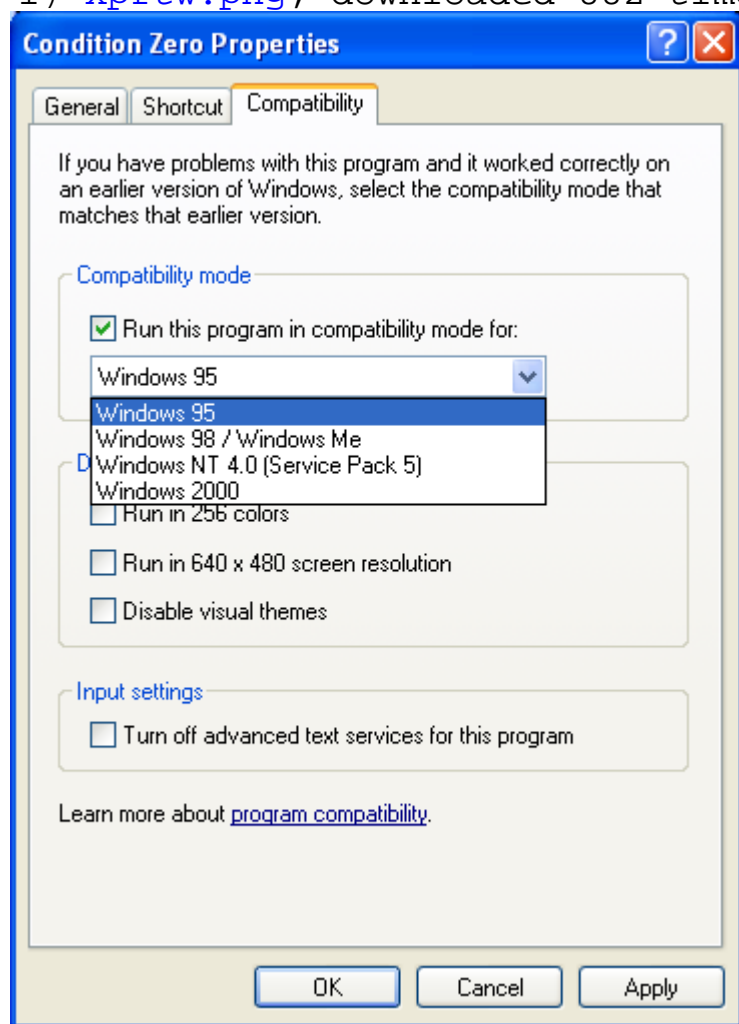 Condition Zero Properties
General Shortcut Compatibility
If you have problems with this program and it worked correctly on
an earlier version of Windows, select the compatibility mode that
matches that earlier version.
Compatibility mode
Run this program in compatibility mode for:
Windows 95
Windows 95
Windows 98 / Windows Me
D
Windows NT 4.0 (Service Pack 5)
Windows 2000
Run in 256 colors
Run in 640 x 480 screen resolution
Disable visual themes
Input settings
Turn off advanced text services for this program
Learn more about program compatibility.
OK Cancel Apply